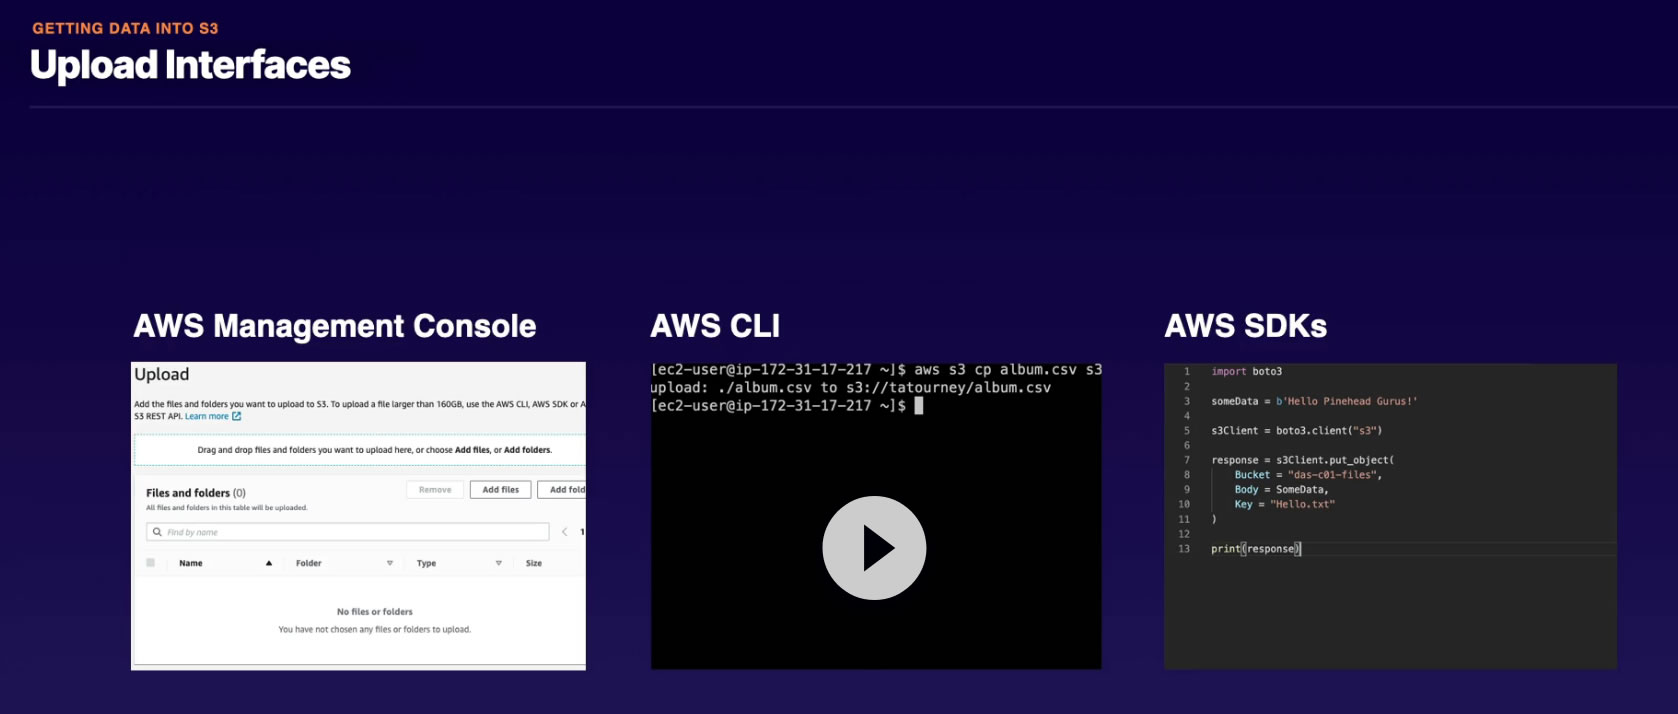 GETTING DATA INTO S3
Upload Interfaces
AWS Management Console
Upload
Add the files and folders you want to upload to S3. To upload a file larger than 160GB, use the AWS CLI, AWS SDK or A
S3 REST API. Learn more
Drag and drop files and folders you want to upload here, or choose Add files, or Add folders.
Files and folders (0)
Remove
Add files
Add fold
All files and folders in this table will be uploaded.
Find by name
1
Name
Folder
Type
Size
No files or folders
You have not chosen any files or folders to upload.
AWS CLI
[ec2-user@ip-172-31-17-217 ~]$ aws s3 cp album.csv s3
upload: ./album.csv to s3://tatourney/album.csv
[ec2-user@ip-172-31-17-217 ~]$
AWS SDKs
1 import boto3
2
3 someData = b'Hello Pinehead Gurus!'
4
5 s3Client = boto3.client("s3")
6
7 response = s3Client.put_object(
8 Bucket = "das-c01-files",
9 Body = SomeData,
10 Key = "Hello.txt"
11 )
12
13 print(response)